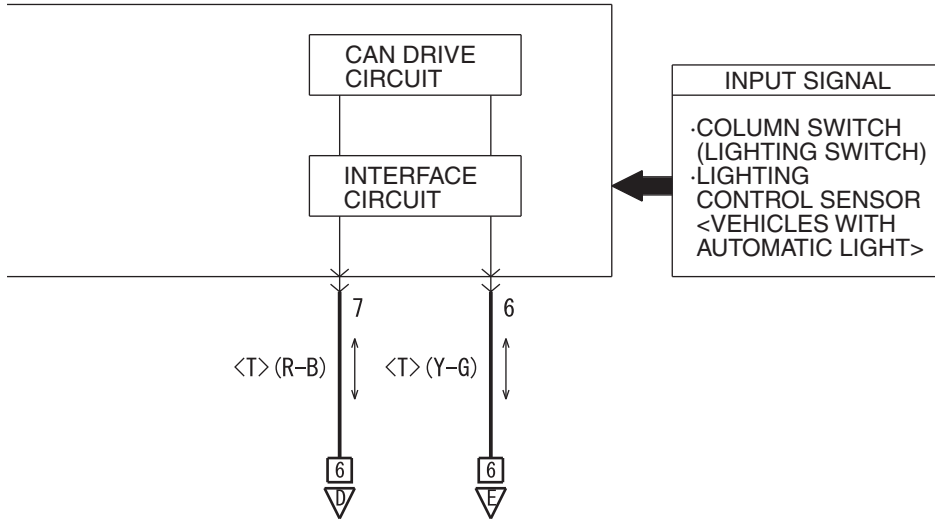 CAN DRIVE
CIRCUIT
INTERFACE
CIRCUIT
INPUT SIGNAL
·COLUMN SWITCH
(LIGHTING SWITCH)
·LIGHTING
CONTROL SENSOR
<VEHICLES WITH
AUTOMATIC LIGHT>
7
6
<T>(R-B)
<T>(Y-G)
6
6
D
E